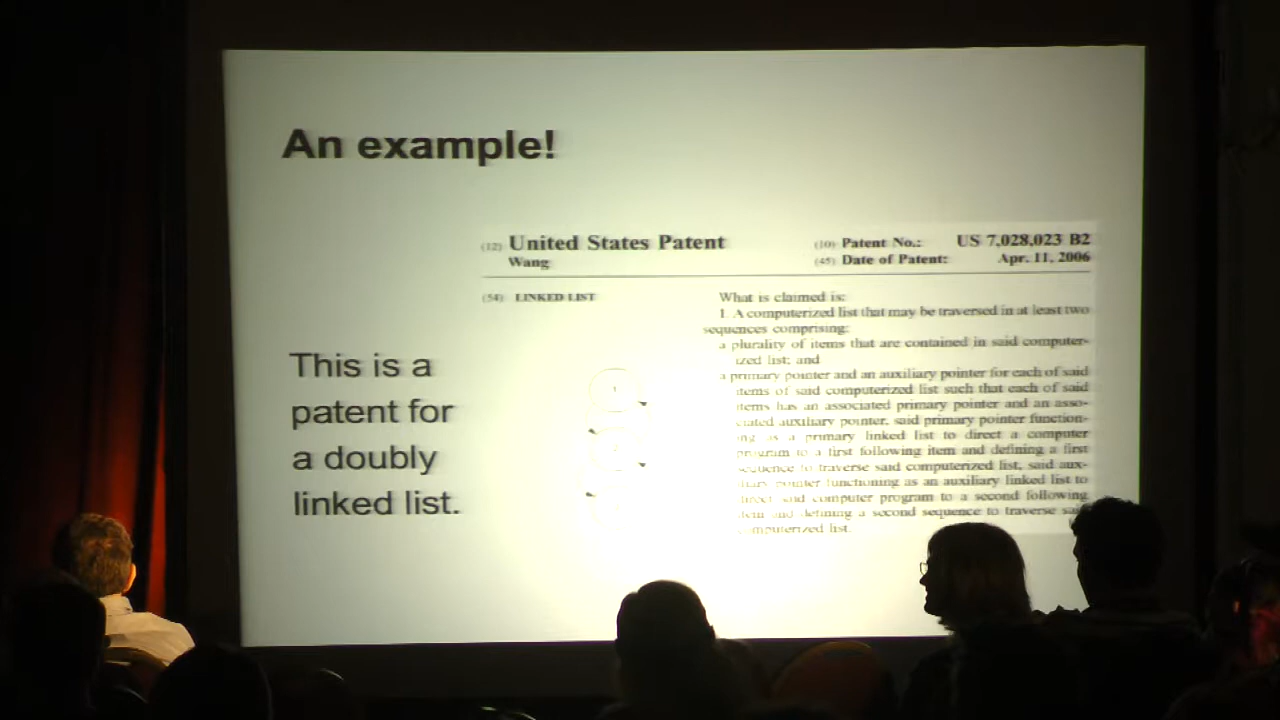 An example!
(12) United States Patent
Wang
(10) Patent No.: US 7,028,023 B2
(45) Date of Patent: Apr. 11, 2006
(54) LINKED LIST
This is a
patent for
a doubly
linked list.
What is claimed is:
1. A computerized list that may be traversed in at least two
sequences comprising:
a plurality of items that are contained in said computer-
ized list; and
a primary pointer and an auxiliary pointer for each of said
items of said computerized list such that each of said
items has an associated primary pointer and an asso-
ciated auxiliary pointer, said primary pointer function-
ing as a primary linked list to direct a computer
program to a first following item and defining a first
sequence to traverse said computerized list, said aux-
iliary pointer functioning as an auxiliary linked list to
direct said computer program to a second following
item and defining a second sequence to traverse said
computerized list.